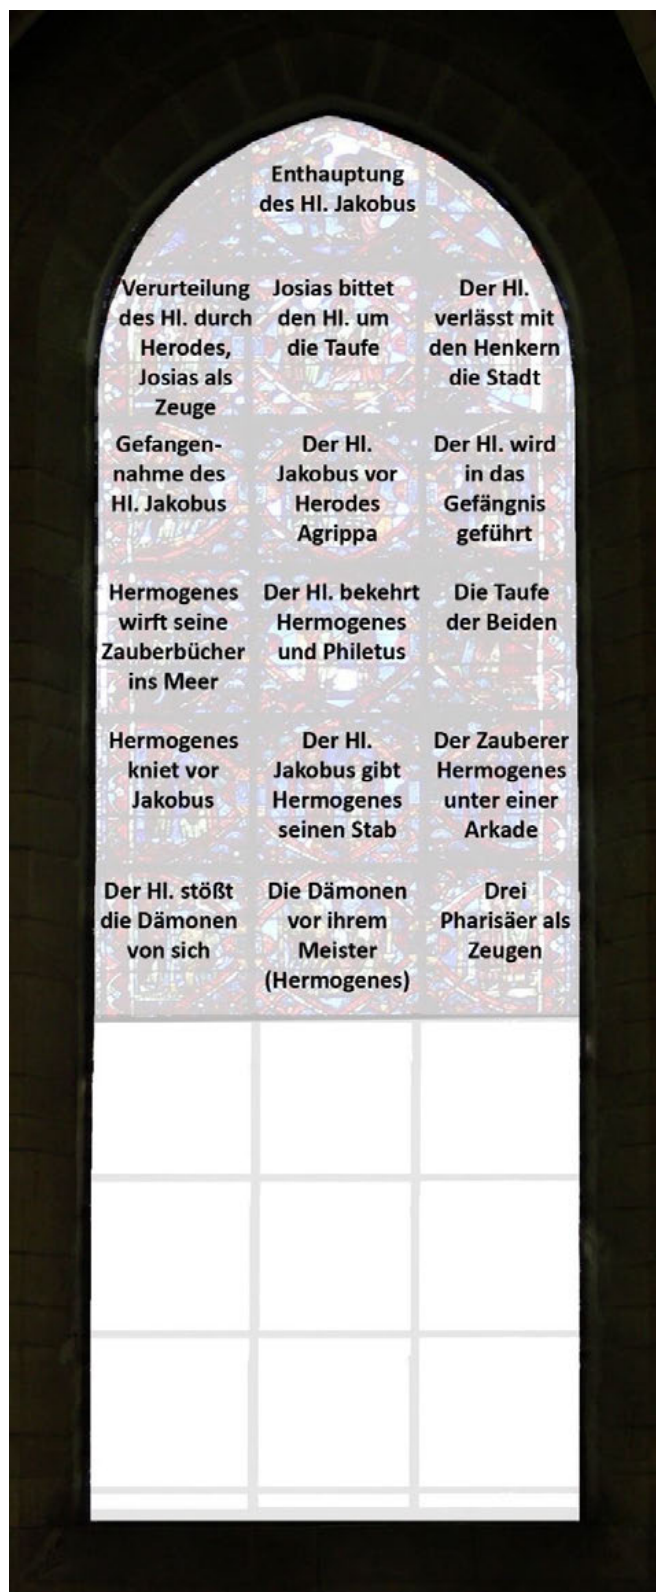 Enthauptung
des Hl. Jakobus
Verurteilung
des Hl. durch
Herodes,
Josias als
Zeuge
Josias bittet
den Hl. um
die Taufe
Der Hl.
verlässt mit
den Henkern
die Stadt
Gefangen-
nahme des
Hl. Jakobus
Der Hl.
Jakobus vor
Herodes
Agrippa
Der Hl. wird
in das
Gefängnis
geführt
Hermogenes
wirft seine
Zauberbücher
ins Meer
Der Hl. bekehrt
Hermogenes
und Philetus
Die Taufe
der Beiden
Hermogenes
kniet vor
Jakobus
Der Hl.
Jakobus gibt
Hermogenes
seinen Stab
Der Zauberer
Hermogenes
unter einer
Arkade
Der Hl. stößt
die Dämonen
von sich
Die Dämonen
vor ihrem
Meister
(Hermogenes)
Drei
Pharisäer als
Zeugen